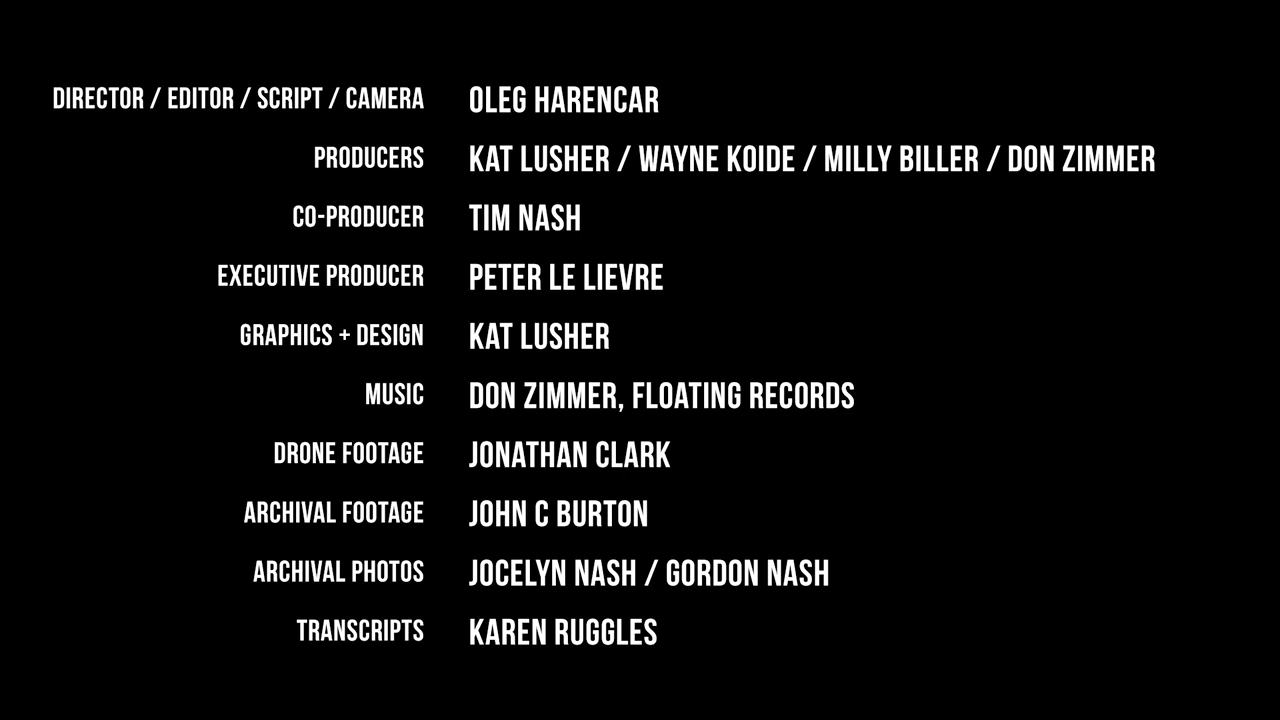 DIRECTOR / EDITOR / SCRIPT / CAMERA OLEG HARENCAR
PRODUCERS KAT LUSHER / WAYNE KOIDE / MILLY BILLER / DON ZIMMER
CO-PRODUCER TIM NASH
EXECUTIVE PRODUCER PETER LE LIEVRE
GRAPHICS + DESIGN KAT LUSHER
MUSIC DON ZIMMER, FLOATING RECORDS
DRONE FOOTAGE JONATHAN CLARK
ARCHIVAL FOOTAGE JOHN C BURTON
ARCHIVAL PHOTOS JOCELYN NASH / GORDON NASH
TRANSCRIPTS KAREN RUGGLES